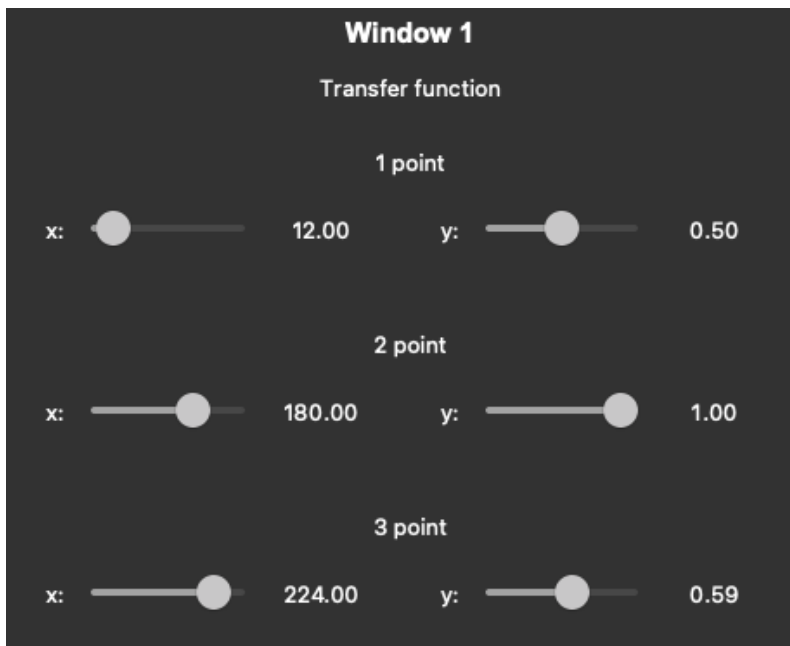 Window 1
Transfer function
1 point
x: 12.00 y: 0.50
2 point
x: 180.00 y: 1.00
3 point
x: 224.00 y: 0.59